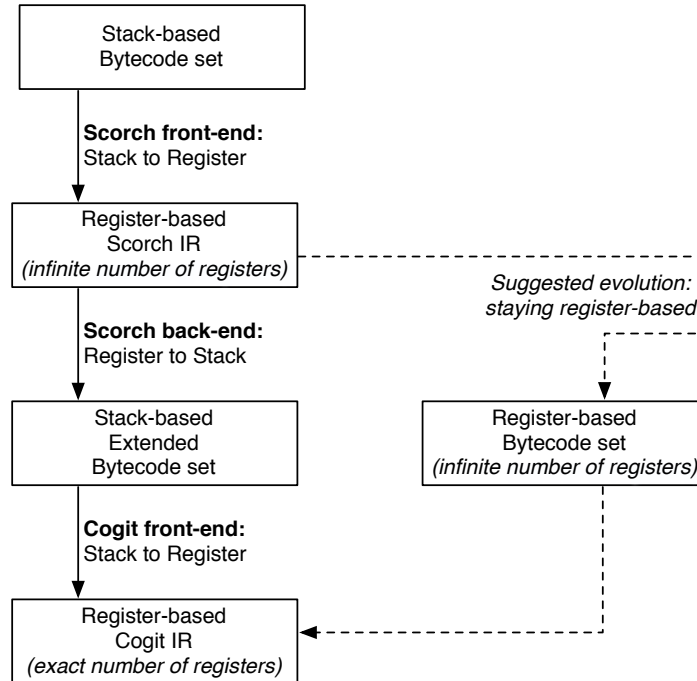 Stack-based
Bytecode set
Scorch front-end:
Stack to Register
Register-based
Scorch IR
(infinite number of registers)
Suggested evolution:
staying register-based
Scorch back-end:
Register to Stack
Stack-based
Extended
Bytecode set
Register-based
Bytecode set
(infinite number of registers)
Cogit front-end:
Stack to Register
Register-based
Cogit IR
(exact number of registers)